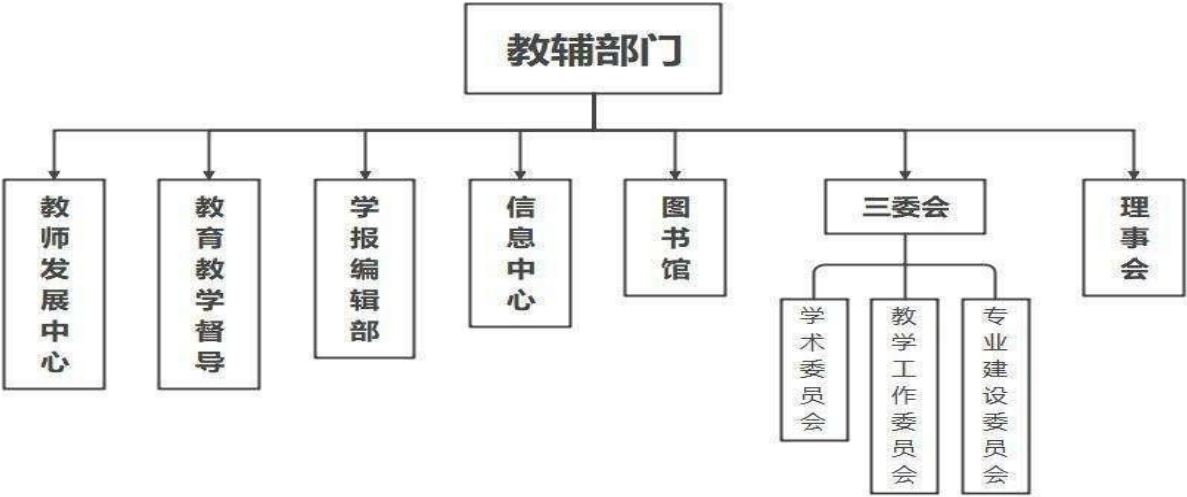 教辅部门
教师发展中心
教育教学督导
学报编辑部
信息中心
图书馆
三委会
理事会
学术委员会
教学工作委员会
专业建设委员会